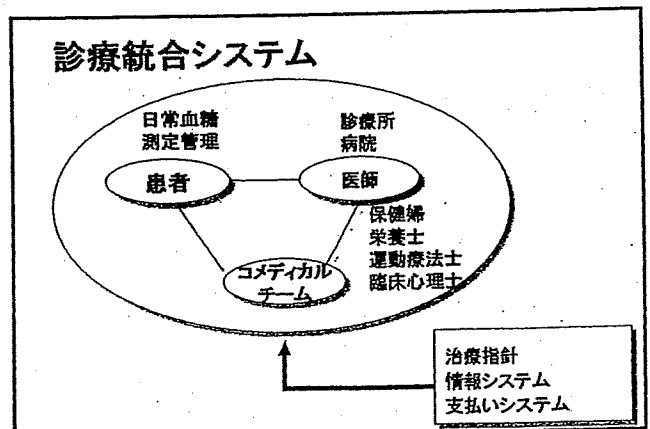 診療統合システム
日常血糖
測定管理
診療所
病院
患者
医師
保健婦
栄養士
運動療法士
臨床心理士
コメディカル
チーム
治療指針
情報システム
支払いシステム